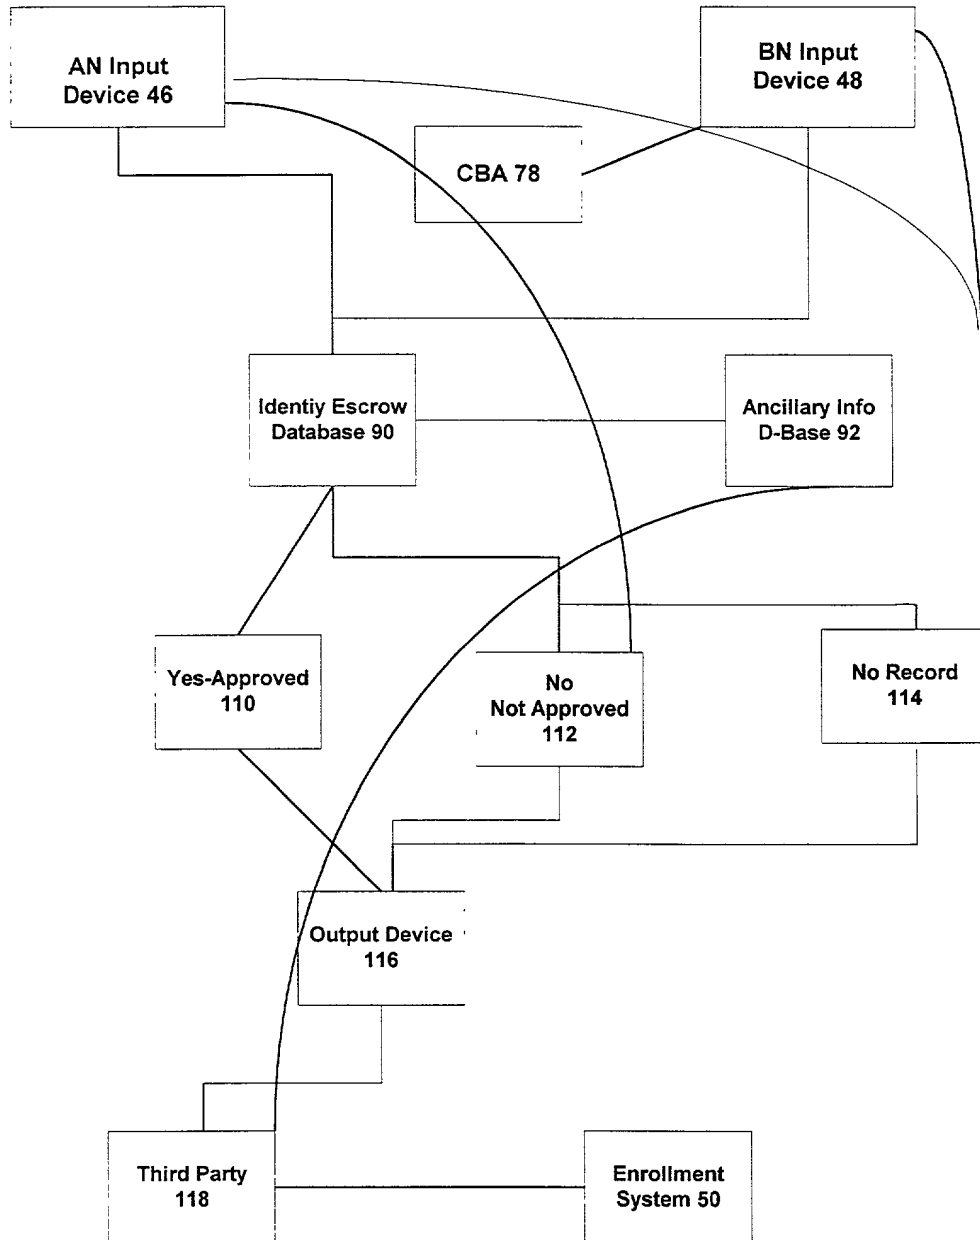 AN Input
Device 46
BN Input
Device 48
CBA 78
Identiy Escrow
Database 90
Ancillary Info
D-Base 92
Yes-Approved
110
No
Not Approved
112
No Record
114
Output Device
116
Third Party
118
Enrollment
System 50